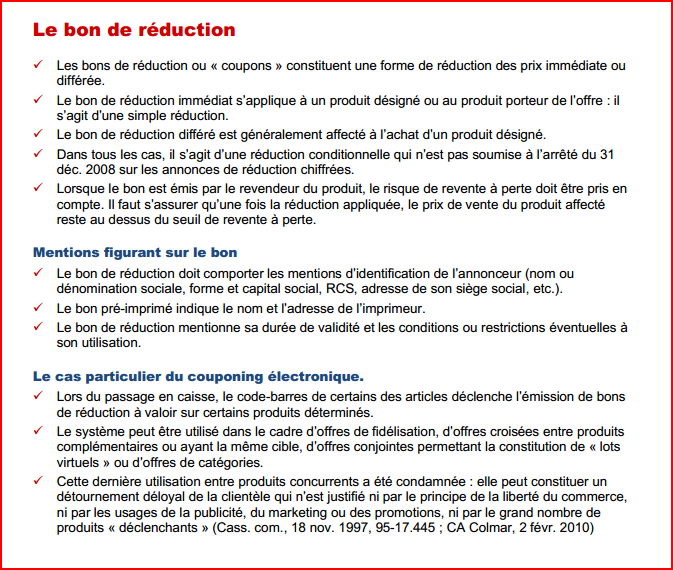 Le bon de réduction
✓ Les bons de réduction ou « coupons » constituent une forme de réduction des prix immédiate ou
différée.
✓ Le bon de réduction immédiat s'applique à un produit désigné ou au produit porteur de l'offre : il
s'agit d'une simple réduction.
✓ Le bon de réduction différé est généralement affecté à l'achat d'un produit désigné.
✓ Dans tous les cas, il s'agit d'une réduction conditionnelle qui n'est pas soumise à l'arrêté du 31
déc. 2008 sur les annonces de réduction chiffrées.
✓ Lorsque le bon est émis par le revendeur du produit, le risque de revente à perte doit être pris en
compte. Il faut s'assurer qu'une fois la réduction appliquée, le prix de vente du produit affecté
reste au dessus du seuil de revente à perte.
Mentions figurant sur le bon
✓ Le bon de réduction doit comporter les mentions d'identification de l'annonceur (nom ou
dénomination sociale, forme et capital social, RCS, adresse de son siège social, etc.).
✓ Le bon pré-imprimé indique le nom et l'adresse de l'imprimeur.
✓ Le bon de réduction mentionne sa durée de validité et les conditions ou restrictions éventuelles à
son utilisation.
Le cas particulier du couponing électronique.
✓ Lors du passage en caisse, le code-barres de certains des articles déclenche l'émission de bons
de réduction à valoir sur certains produits déterminés.
✓ Le système peut être utilisé dans le cadre d'offres de fidélisation, d'offres croisées entre produits
complémentaires ou ayant la même cible, d'offres conjointes permettant la constitution de « lots
virtuels » ou d'offres de catégories.
✓ Cette dernière utilisation entre produits concurrents a été condamnée : elle peut constituer un
détournement déloyal de la clientèle qui n'est justifié ni par le principe de la liberté du commerce,
ni par les usages de la publicité, du marketing ou des promotions, ni par le grand nombre de
produits « déclenchants » (Cass. com., 18 nov. 1997, 95-17.445 ; CA Colmar, 2 févr. 2010)